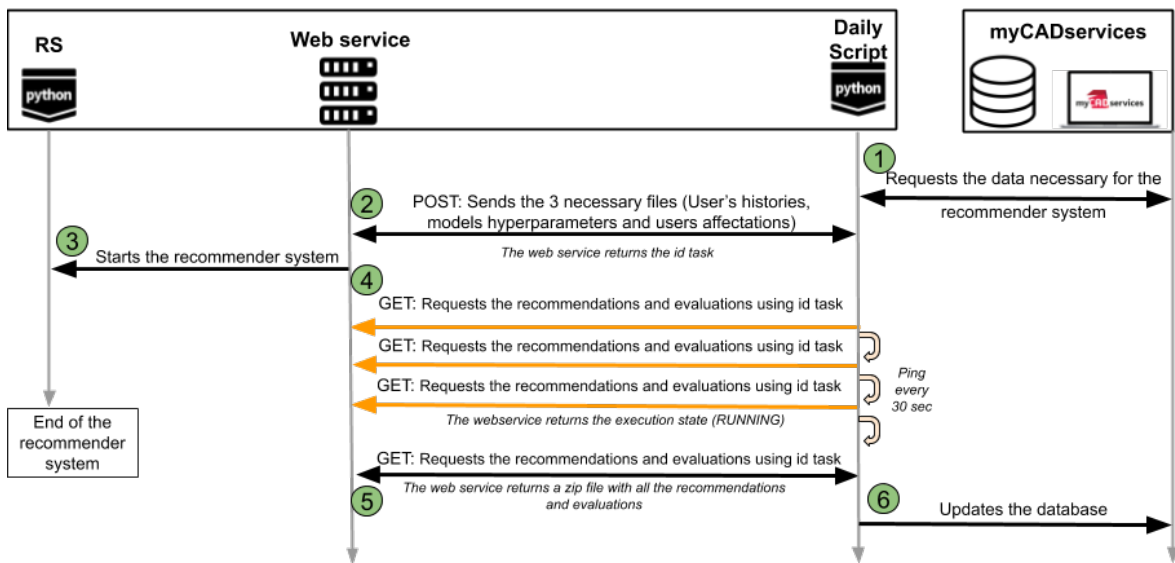 RS
Web service
Daily
Script
myCADservices
python
python
myCADservices
1
Requests the data necessary for the
recommender system
2
POST: Sends the 3 necessary files (User's histories,
models hyperparameters and users affectations)
The web service returns the id task
3
Starts the recommender system
4
GET: Requests the recommendations and evaluations using id task
GET: Requests the recommendations and evaluations using id task
GET: Requests the recommendations and evaluations using id task
Ping
every
30 sec
The webservice returns the execution state (RUNNING)
End of the
recommender
system
GET: Requests the recommendations and evaluations using id task
5
The web service returns a zip file with all the recommendations
and evaluations
6
Updates the database